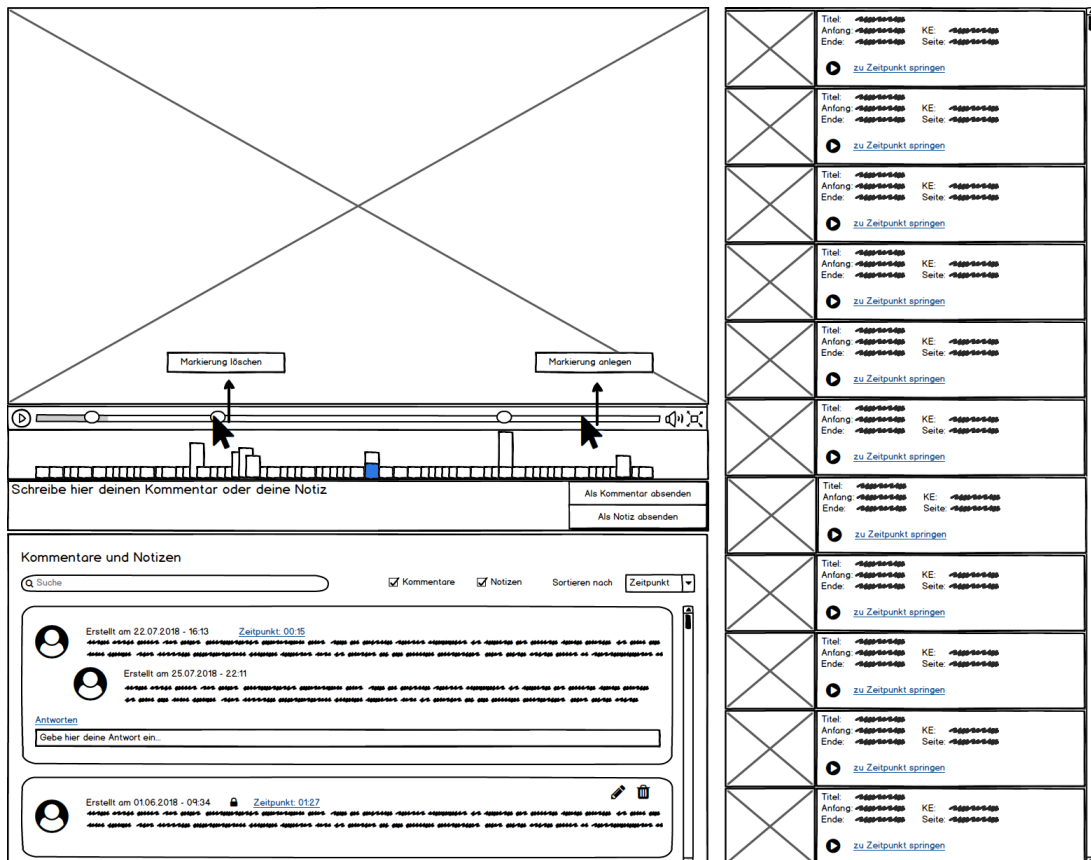 Markierung löschen
Markierung anlegen
Schreibe hier deinen Kommentar oder deine Notiz
Als Kommentar absenden
Als Notiz absenden
Kommentare und Notizen
Suche
Kommentare
Notizen
Sortieren nach
Zeitpunkt
Erstellt am 22.07.2018 - 16:13 Zeitpunkt: 00:15
Erstellt am 25.07.2018 - 22:11
Antworten
Gebe hier deine Antwort ein...
Erstellt am 01.06.2018 - 09:34 Zeitpunkt: 01:27
Titel:
Anfang: KE:
Ende: Seite:
zu Zeitpunkt springen
Titel:
Anfang: KE:
Ende: Seite:
zu Zeitpunkt springen
Titel:
Anfang: KE:
Ende: Seite:
zu Zeitpunkt springen
Titel:
Anfang: KE:
Ende: Seite:
zu Zeitpunkt springen
Titel:
Anfang: KE:
Ende: Seite:
zu Zeitpunkt springen
Titel:
Anfang: KE:
Ende: Seite:
zu Zeitpunkt springen
Titel:
Anfang: KE:
Ende: Seite:
zu Zeitpunkt springen
Titel:
Anfang: KE:
Ende: Seite:
zu Zeitpunkt springen
Titel:
Anfang: KE:
Ende: Seite:
zu Zeitpunkt springen
Titel:
Anfang: KE:
Ende: Seite:
zu Zeitpunkt springen
Titel:
Anfang: KE:
Ende: Seite:
zu Zeitpunkt springen